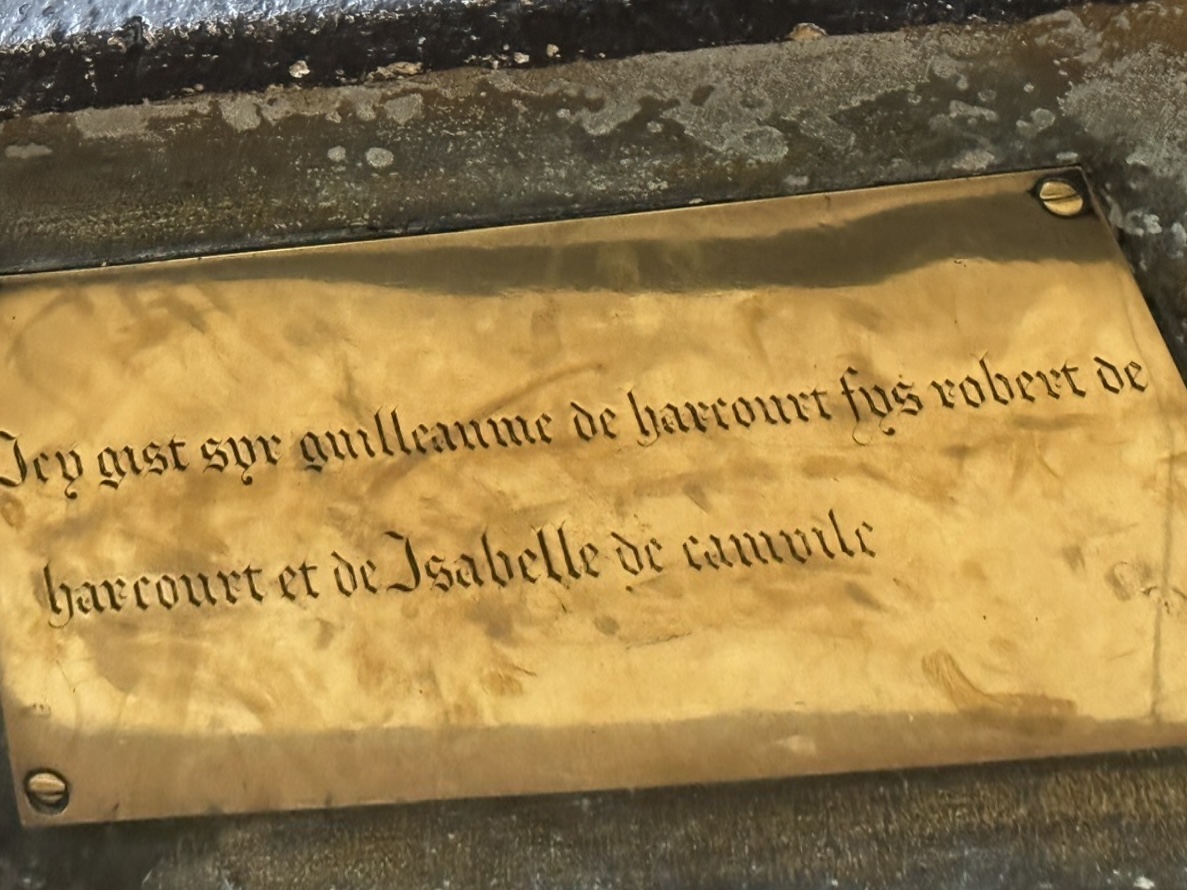 Icy gist syr guilleaume de harcourt fys robert de
harcourt et de Isabelle de camvile